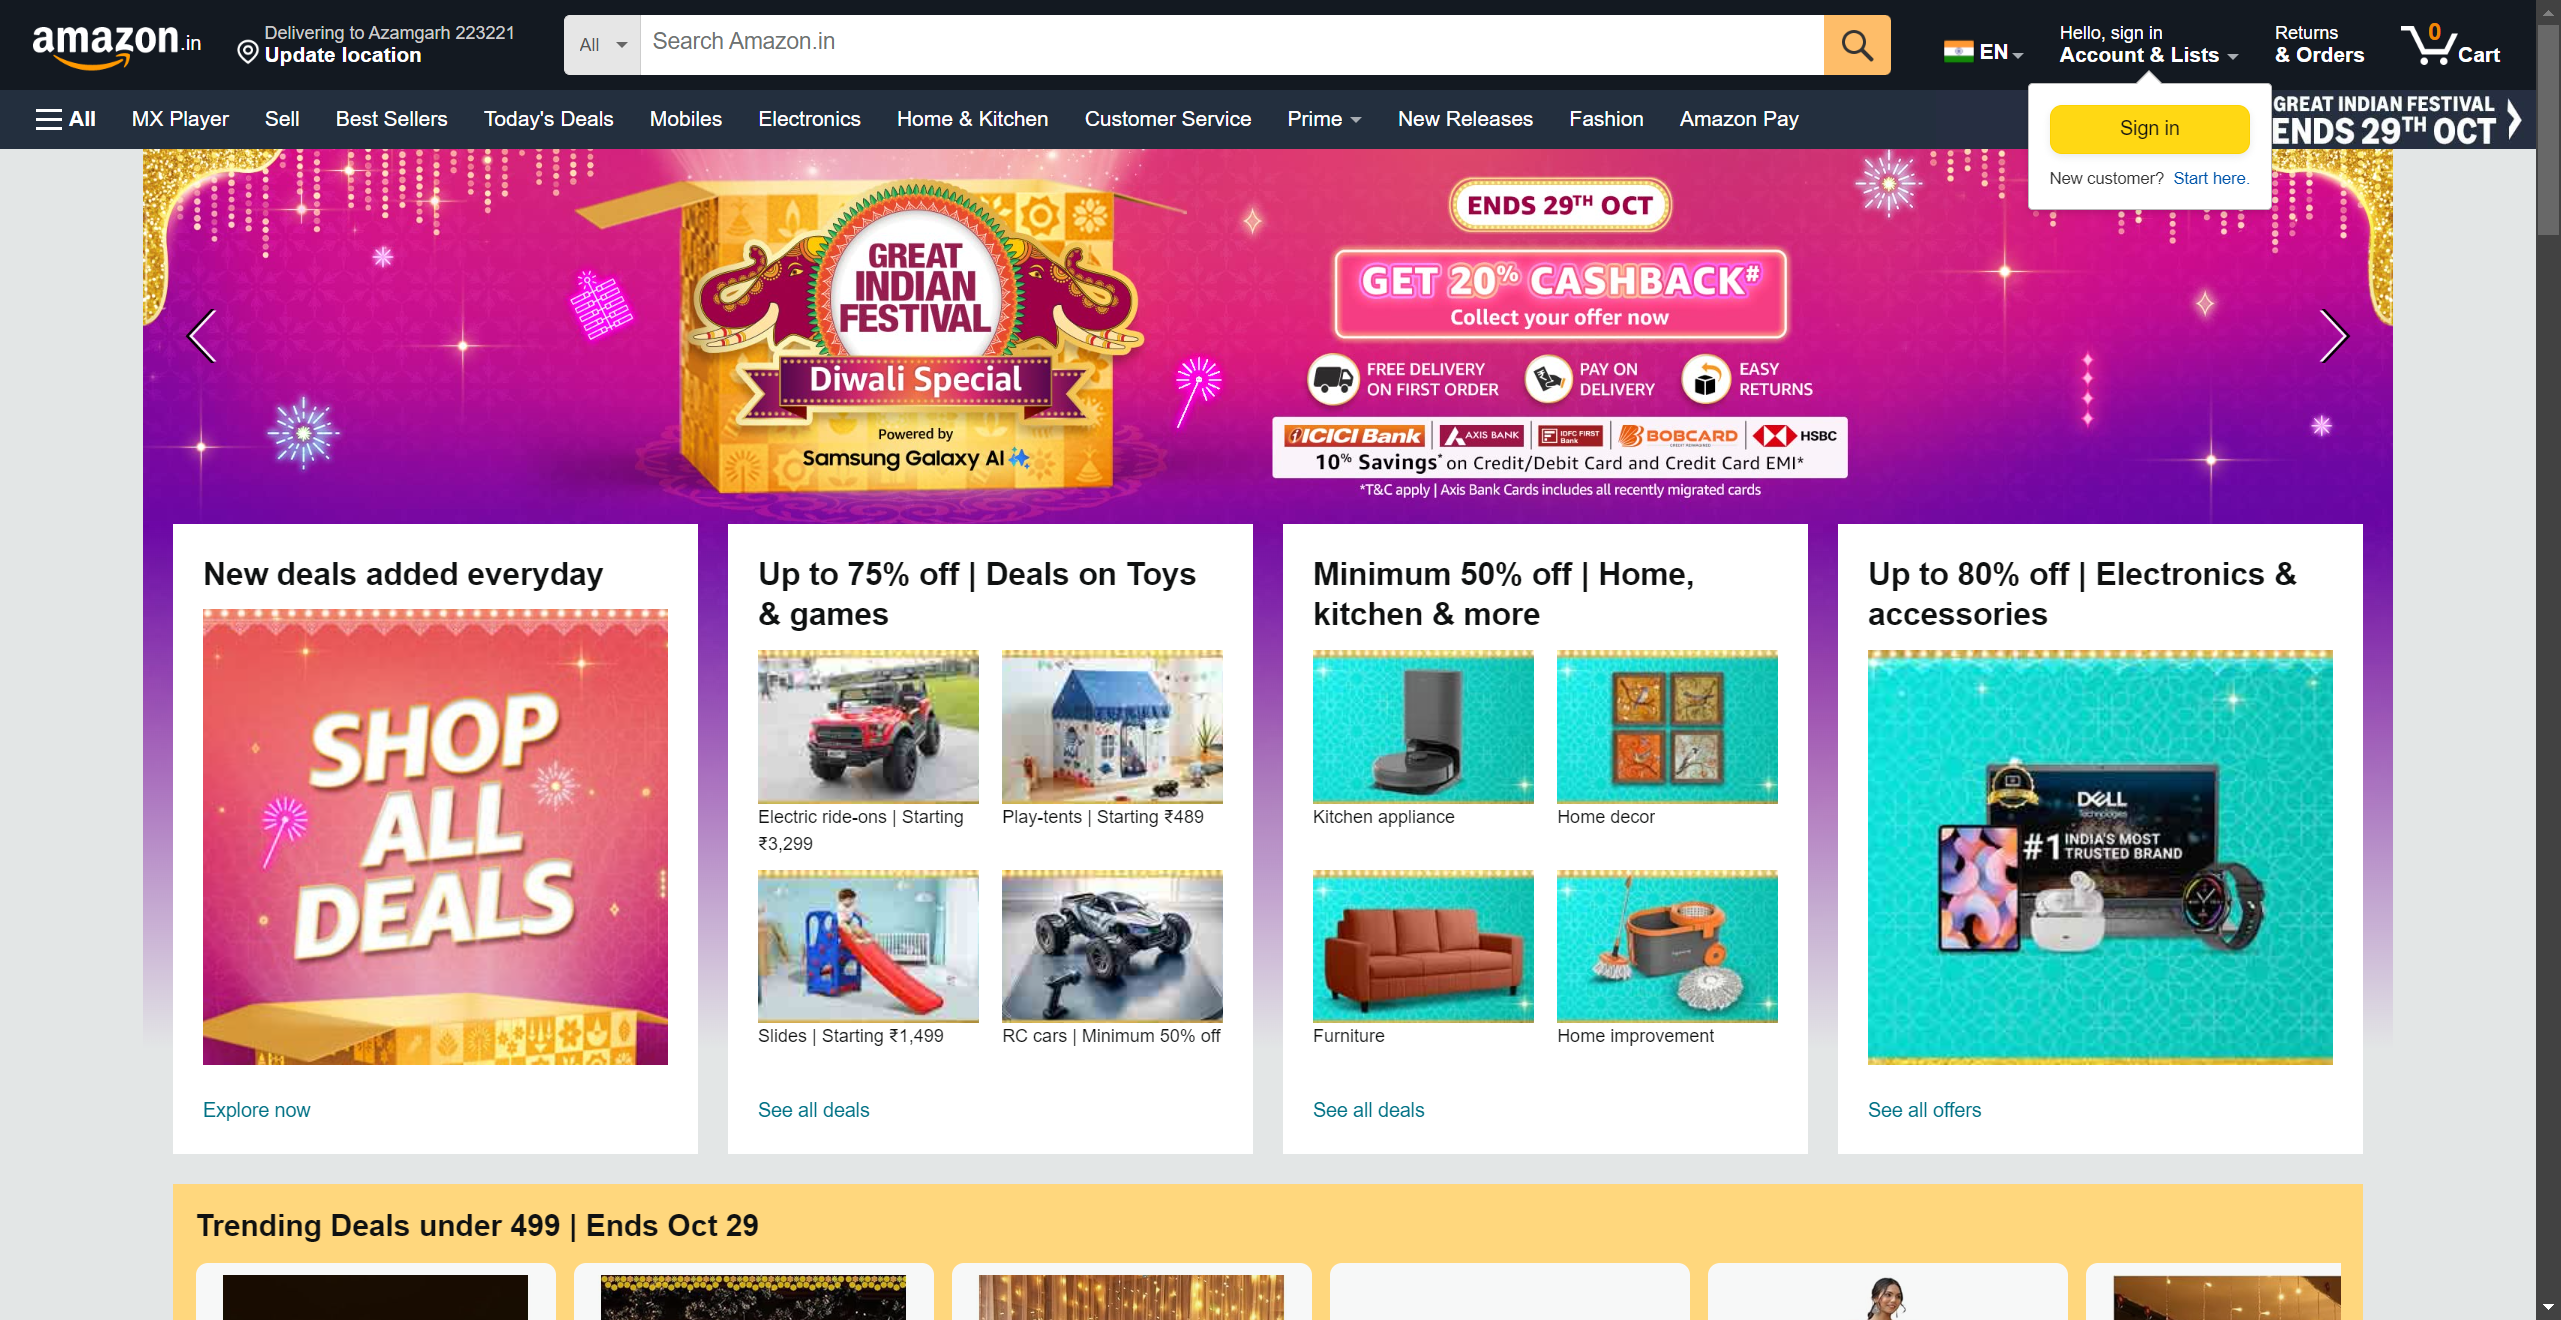 amazon.in
Delivering to Azamgarh 223221
Update location
All
Search Amazon.in
EN
Hello, sign in
Account & Lists
Returns
& Orders
0
Cart
All
MX Player
Sell
Best Sellers
Today's Deals
Mobiles
Electronics
Home & Kitchen
Customer Service
Prime
New Releases
Fashion
Amazon Pay
GREAT INDIAN FESTIVAL
ENDS 29TH OCT
Sign in
New customer? Start here.
GREAT
INDIAN
FESTIVAL
Diwali Special
Powered by
Samsung Galaxy AI
ENDS 29TH OCT
GET 20% CASHBACK#
Collect your offer now
FREE DELIVERY
ON FIRST ORDER
PAY ON
DELIVERY
EASY
RETURNS
ICICI Bank
AXIS BANK
IDFC FIRST
Bank
BOBCARD
HSBC
10% Savings* on Credit/Debit Card and Credit Card EMI*
*T&C apply | Axis Bank Cards includes all recently migrated cards
New deals added everyday
SHOP
ALL
DEALS
Explore now
Up to 75% off | Deals on Toys
& games
Electric ride-ons | Starting
₹3,299
Play-tents | Starting ₹489
Slides | Starting ₹1,499
RC cars | Minimum 50% off
See all deals
Minimum 50% off | Home,
kitchen & more
Kitchen appliance
Home decor
Furniture
Home improvement
See all deals
Up to 80% off | Electronics &
accessories
DELL
Technologies
#1 INDIA'S MOST
TRUSTED BRAND
See all offers
Trending Deals under 499 | Ends Oct 29